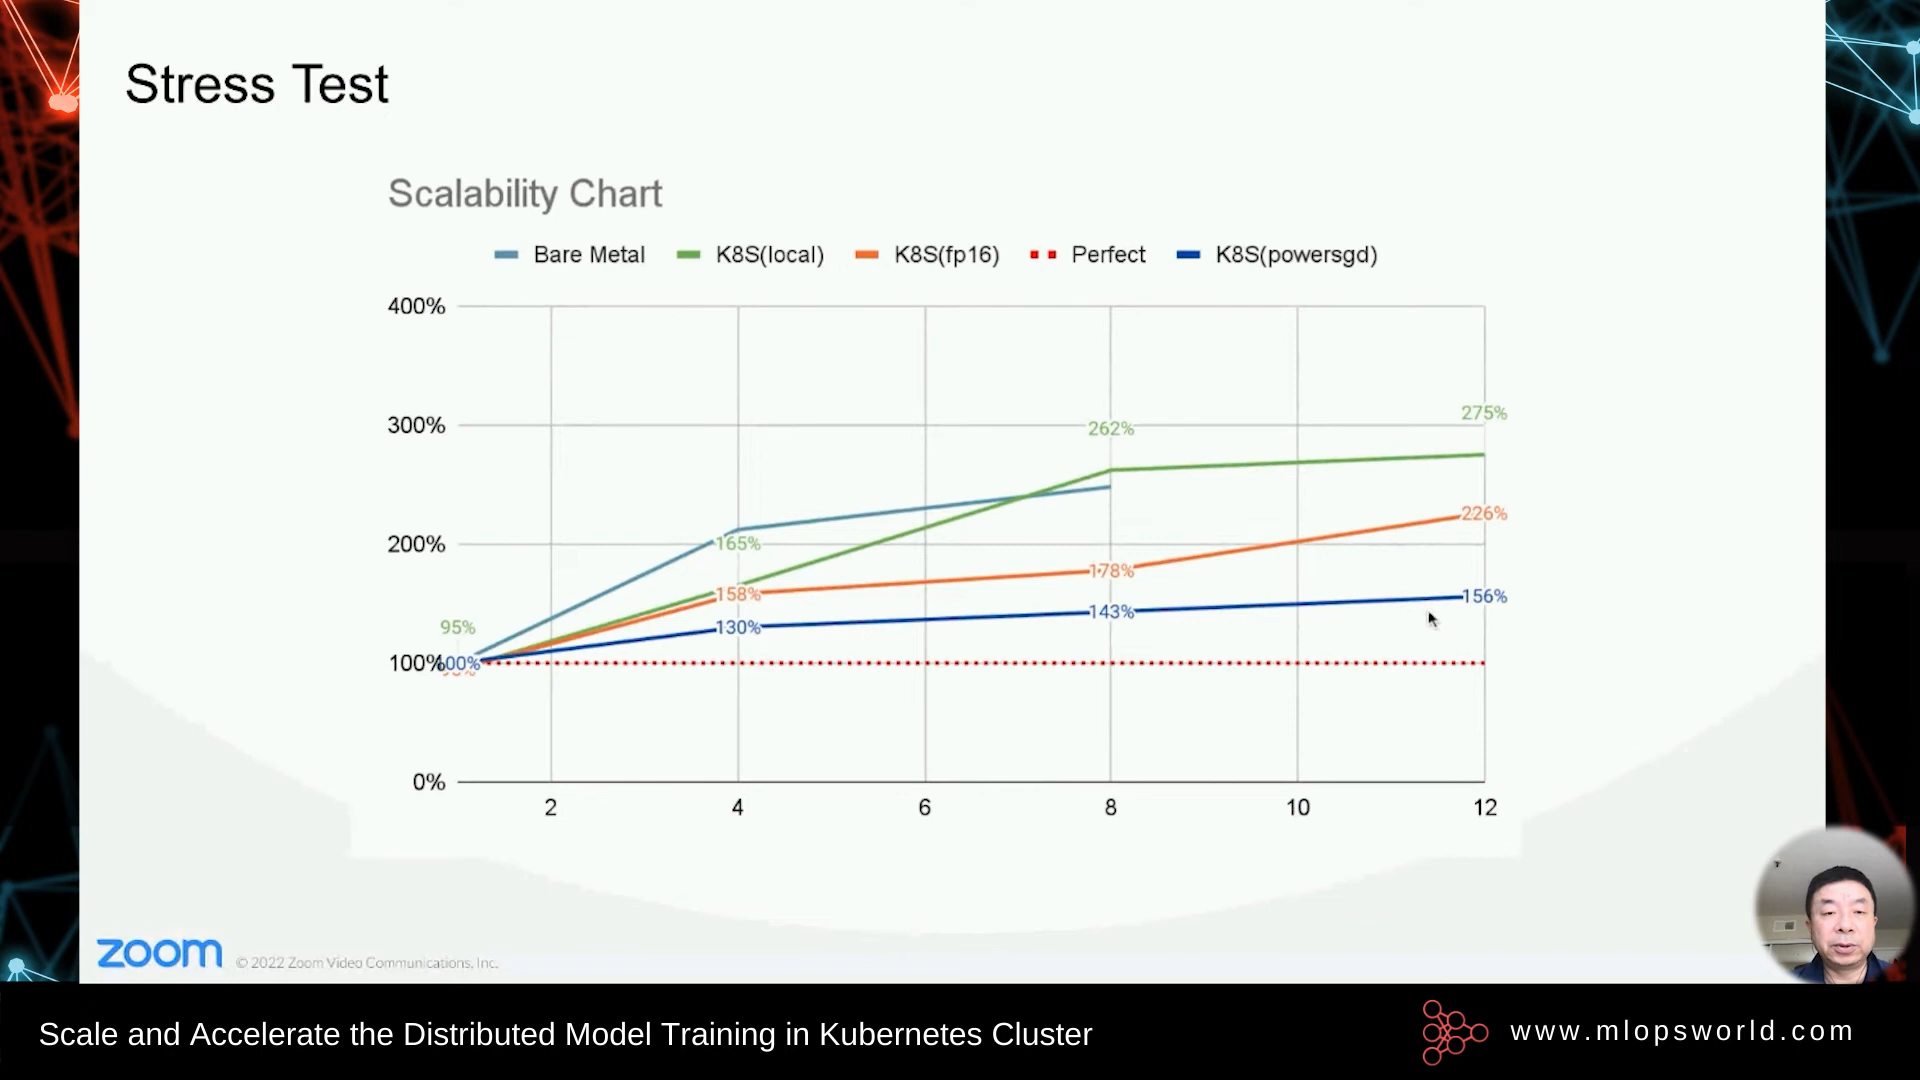 Stress Test
Scalability Chart
Bare Metal K8S(local) K8S(fp16) Perfect K8S(powersgd)
400%
300%
200%
100%
0%
275%
262%
226%
165%
178%
158%
156%
143%
130%
95%
2 4 6 8 10 12
zoom © 2022 Zoom Video Communications, Inc.
Scale and Accelerate the Distributed Model Training in Kubernetes Cluster
www.mlopsworld.com